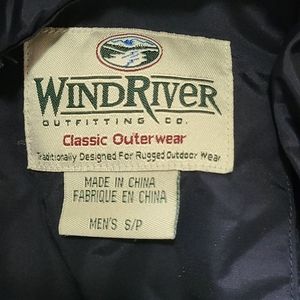 WINDRIVER
OUTFITTING CO.
Classic Outerwear
Traditionally Designed For Rugged Outdoor Wear
MADE IN CHINA
FABRIQUE EN CHINA
MEN'S S/P